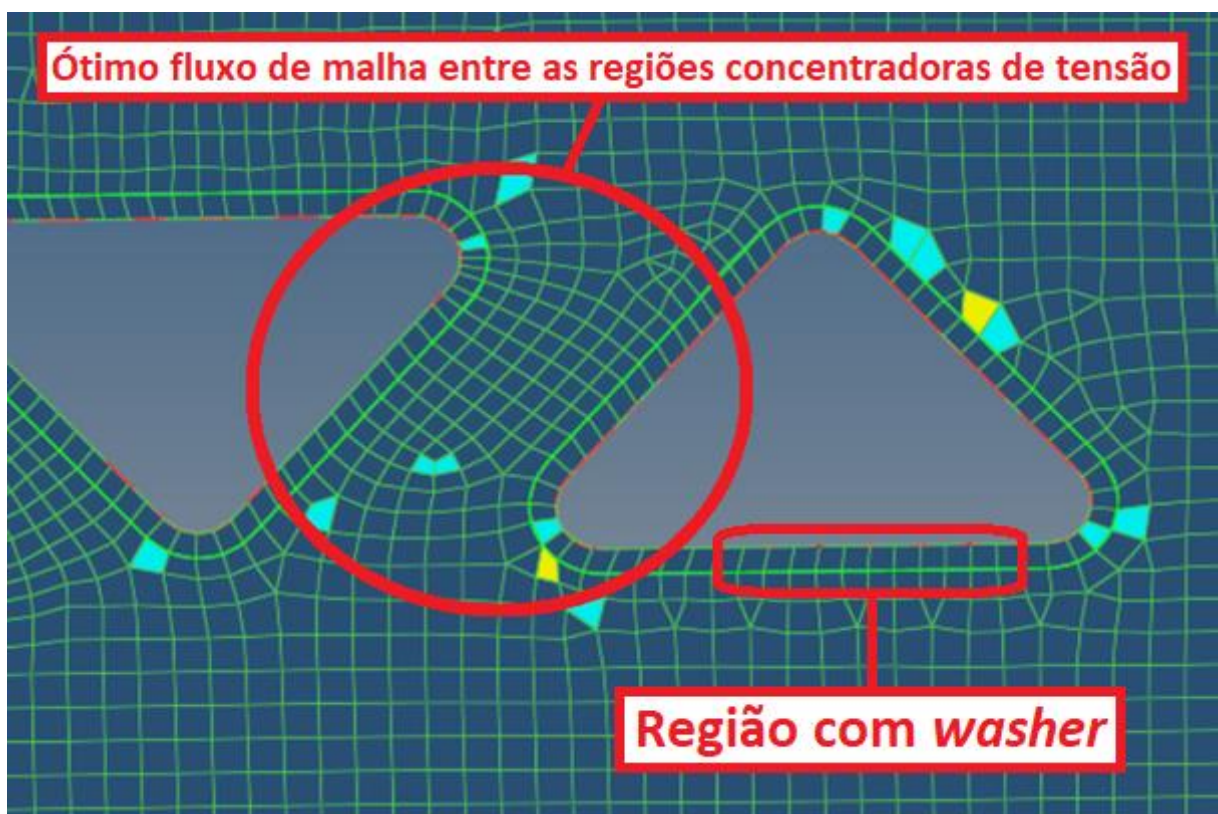 Ótimo fluxo de malha entre as regiões concentradoras de tensão
Região com washer